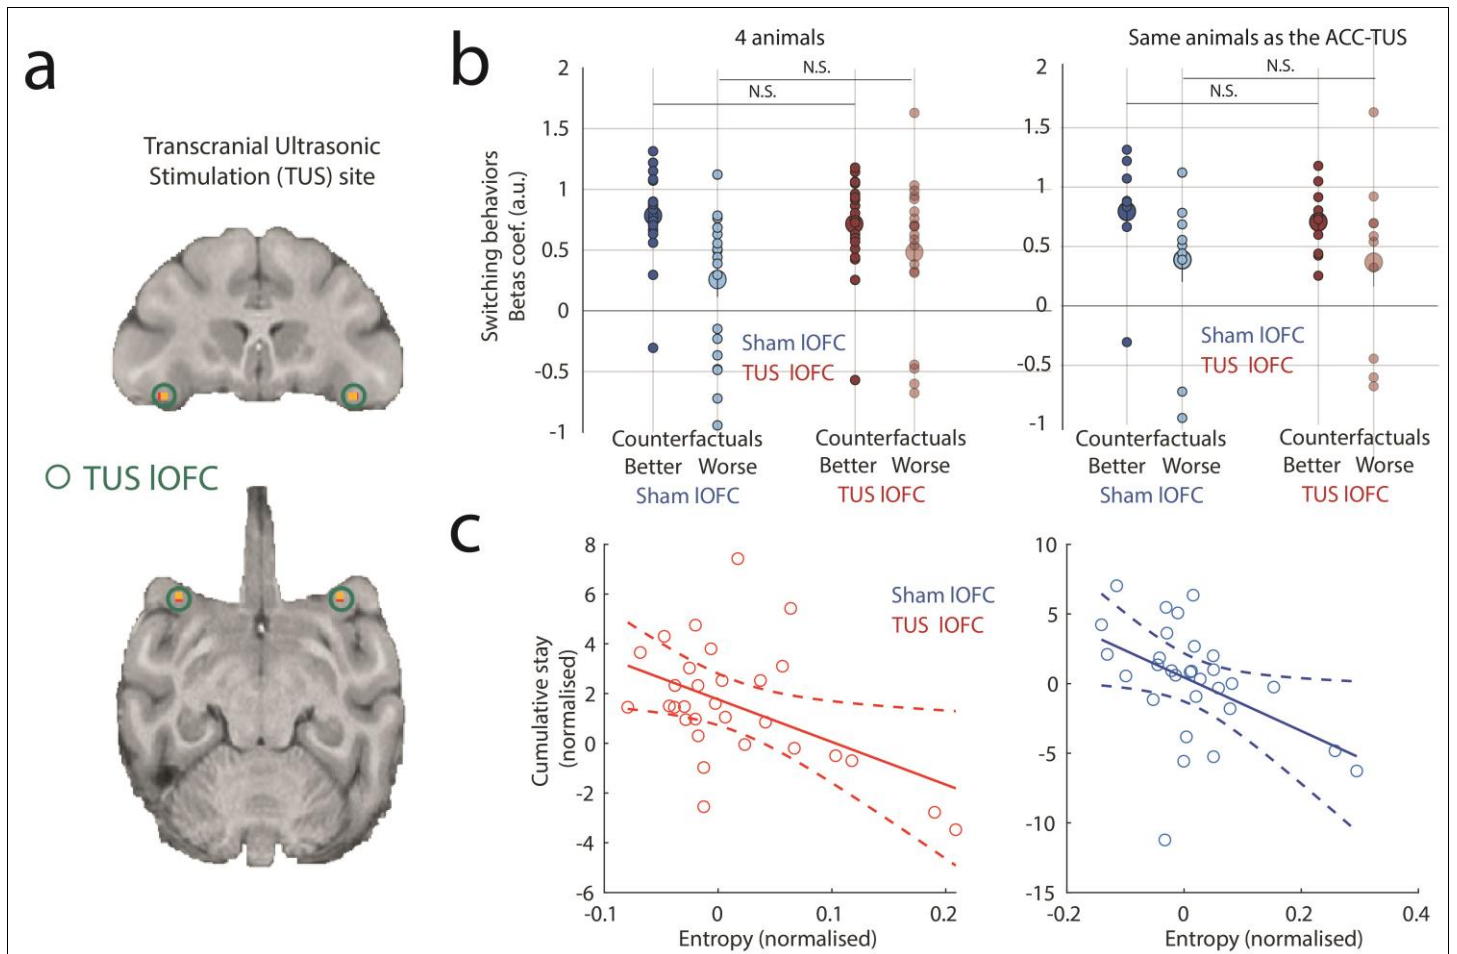 a
Transcranial Ultrasonic
Stimulation (TUS) site
TUS lOFC
b
4 animals
Same animals as the ACC-TUS
N.S.
N.S.
N.S.
N.S.
Switching behaviors
Betas coef. (a.u.)
2
1.5
1
0.5
0
-0.5
-1
2
1.5
1
0.5
0
-0.5
-1
Sham lOFC
TUS lOFC
Sham lOFC
TUS lOFC
Counterfactuals
Better Worse
Sham lOFC
Counterfactuals
Better Worse
TUS lOFC
Counterfactuals
Better Worse
Sham lOFC
Counterfactuals
Better Worse
TUS lOFC
c
Cumulative stay
(normalised)
8
6
4
2
0
-2
-4
-6
-0.1 0 0.1 0.2
Entropy (normalised)
Sham lOFC
TUS lOFC
10
5
0
-5
-10
-15
-0.2 0 0.2 0.4
Entropy (normalised)